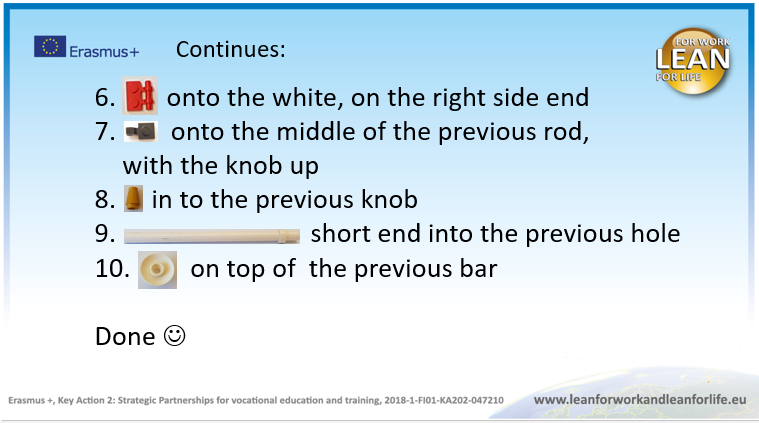 Erasmus+
Continues:
FOR WORK
LEAN
FOR LIFE
6. onto the white, on the right side end
7. onto the middle of the previous rod,
with the knob up
8. in to the previous knob
9. short end into the previous hole
10. on top of the previous bar
Done ☺
Erasmus +, Key Action 2: Strategic Partnerships for vocational education and training, 2018-1-FI01-KA202-047210
www.leanforworkandleanforlife.eu